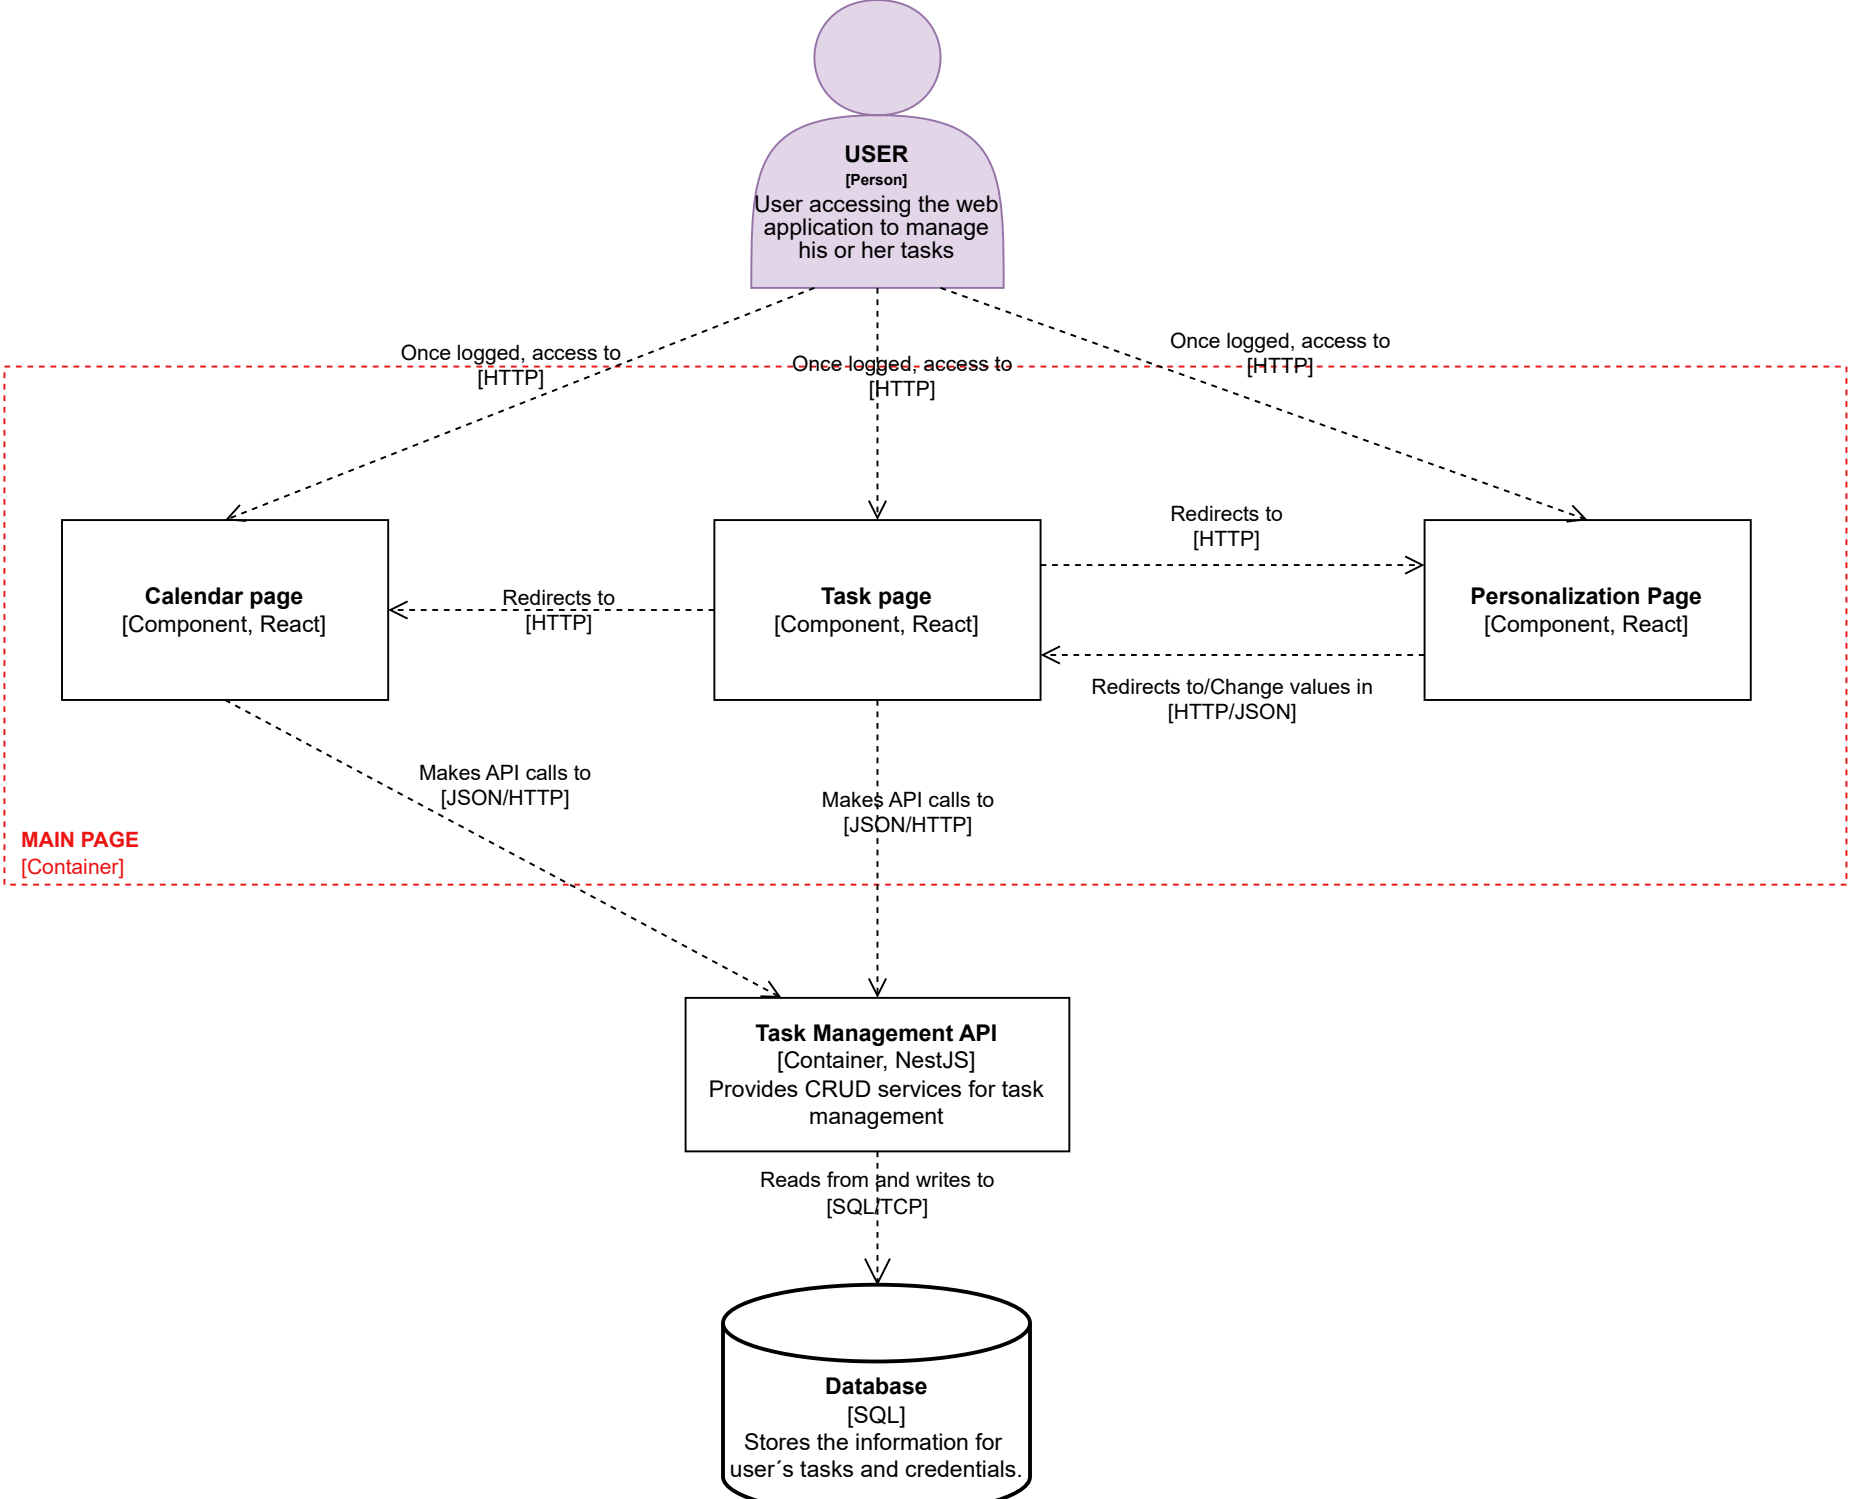 USER
[Person]
User accessing the web
application to manage
his or her tasks
Once logged, access to
[HTTP]
Once logged, access to
[HTTP]
Once logged, access to
[HTTP]
Calendar page
[Component, React]
Redirects to
[HTTP]
Task page
[Component, React]
Redirects to
[HTTP]
Redirects to/Change values in
[HTTP/JSON]
Personalization Page
[Component, React]
Makes API calls to
[JSON/HTTP]
Makes API calls to
[JSON/HTTP]
MAIN PAGE
[Container]
Task Management API
[Container, NestJS]
Provides CRUD services for task
management
Reads from and writes to
[SQL/TCP]
Database
[SQL]
Stores the information for
user´s tasks and credentials.